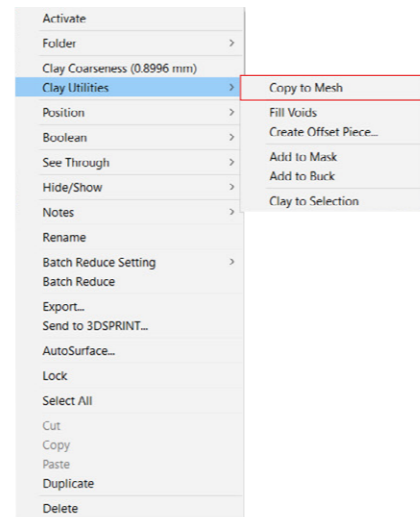 Activate
Folder
Clay Coarseness (0.8996 mm)
Clay Utilities
Position
Boolean
See Through
Hide/Show
Notes
Rename
Batch Reduce Setting
Batch Reduce
Export...
Send to 3DSPRINT...
AutoSurface...
Lock
Select All
Cut
Copy
Paste
Duplicate
Delete
Copy to Mesh
Fill Voids
Create Offset Piece...
Add to Mask
Add to Buck
Clay to Selection